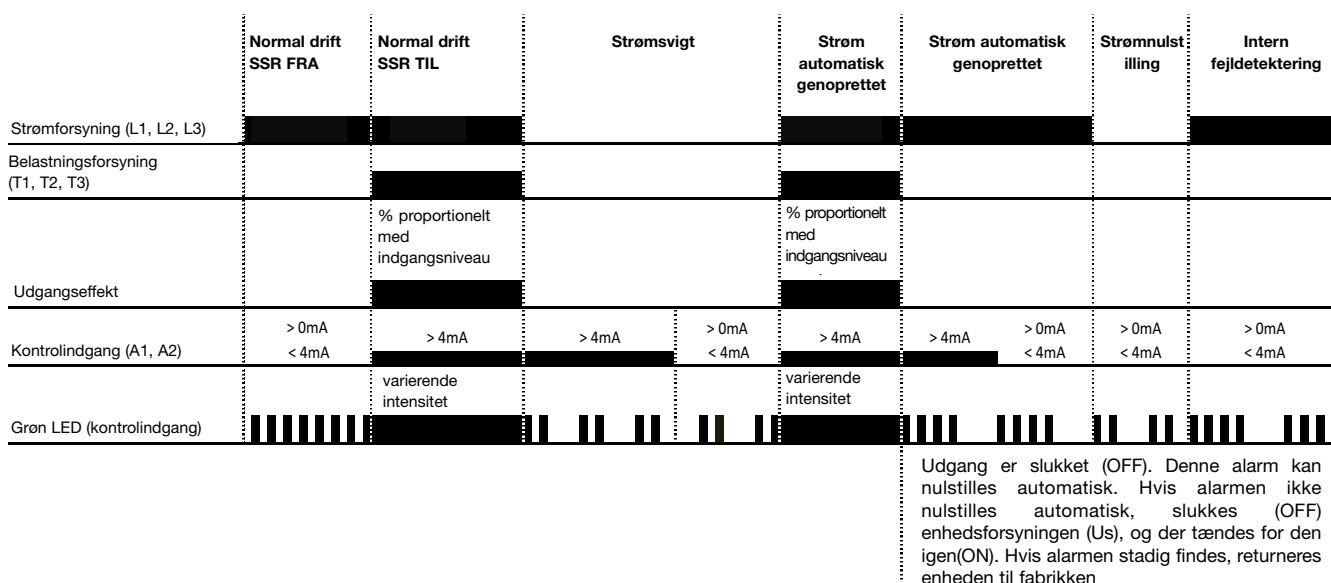 Normal drift
SSR FRA
Normal drift
SSR TIL
Strømsvigt
Strøm
automatisk
genoprettet
Strøm automatisk
genoprettet
Strømnulst
illing
Intern
fejldetektering
Strømforsyning (L1, L2, L3)
Belastningsforsyning
(T1, T2, T3)
% proportionelt
med
indgangsniveau
% proportionelt
med
indgangsniveau
Udgangseffekt
Kontrolindgang (A1, A2)
> 0mA
< 4mA
> 4mA
> 4mA
> 0mA
< 4mA
> 4mA
> 4mA
> 0mA
< 4mA
> 0mA
< 4mA
> 0mA
< 4mA
varierende
intensitet
varierende
intensitet
Grøn LED (kontrolindgang)
Udgang er slukket (OFF). Denne alarm kan
nulstilles automatisk. Hvis alarmen ikke
nulstilles automatisk, slukkes (OFF)
enhedsforsyningen (Us), og der tændes for den
igen(ON). Hvis alarmen stadig findes, returneres
enheden til fabrikken